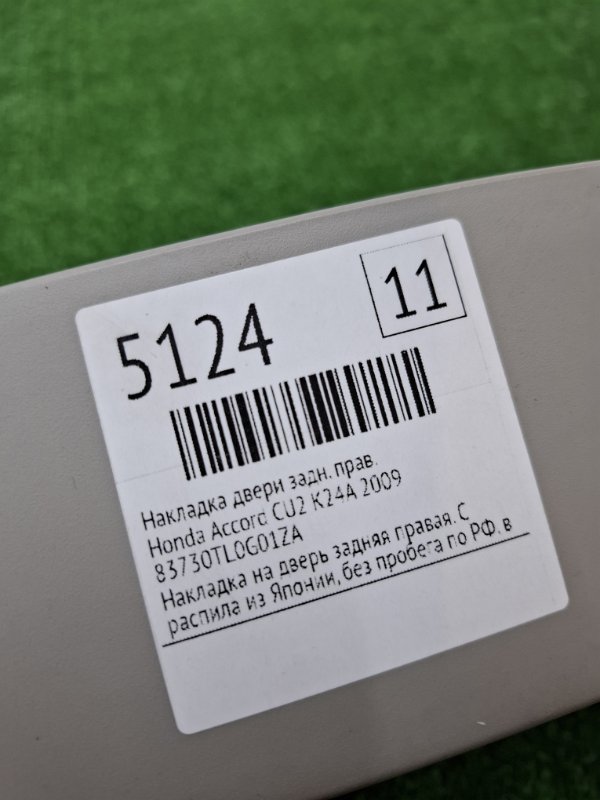 5124
11
Накладка двери задн. прав.
Honda Accord CU2 K24A 2009
83730TL0G01ZA
Накладка на дверь задняя правая. С
распила из Японии, без пробега по РФ. в